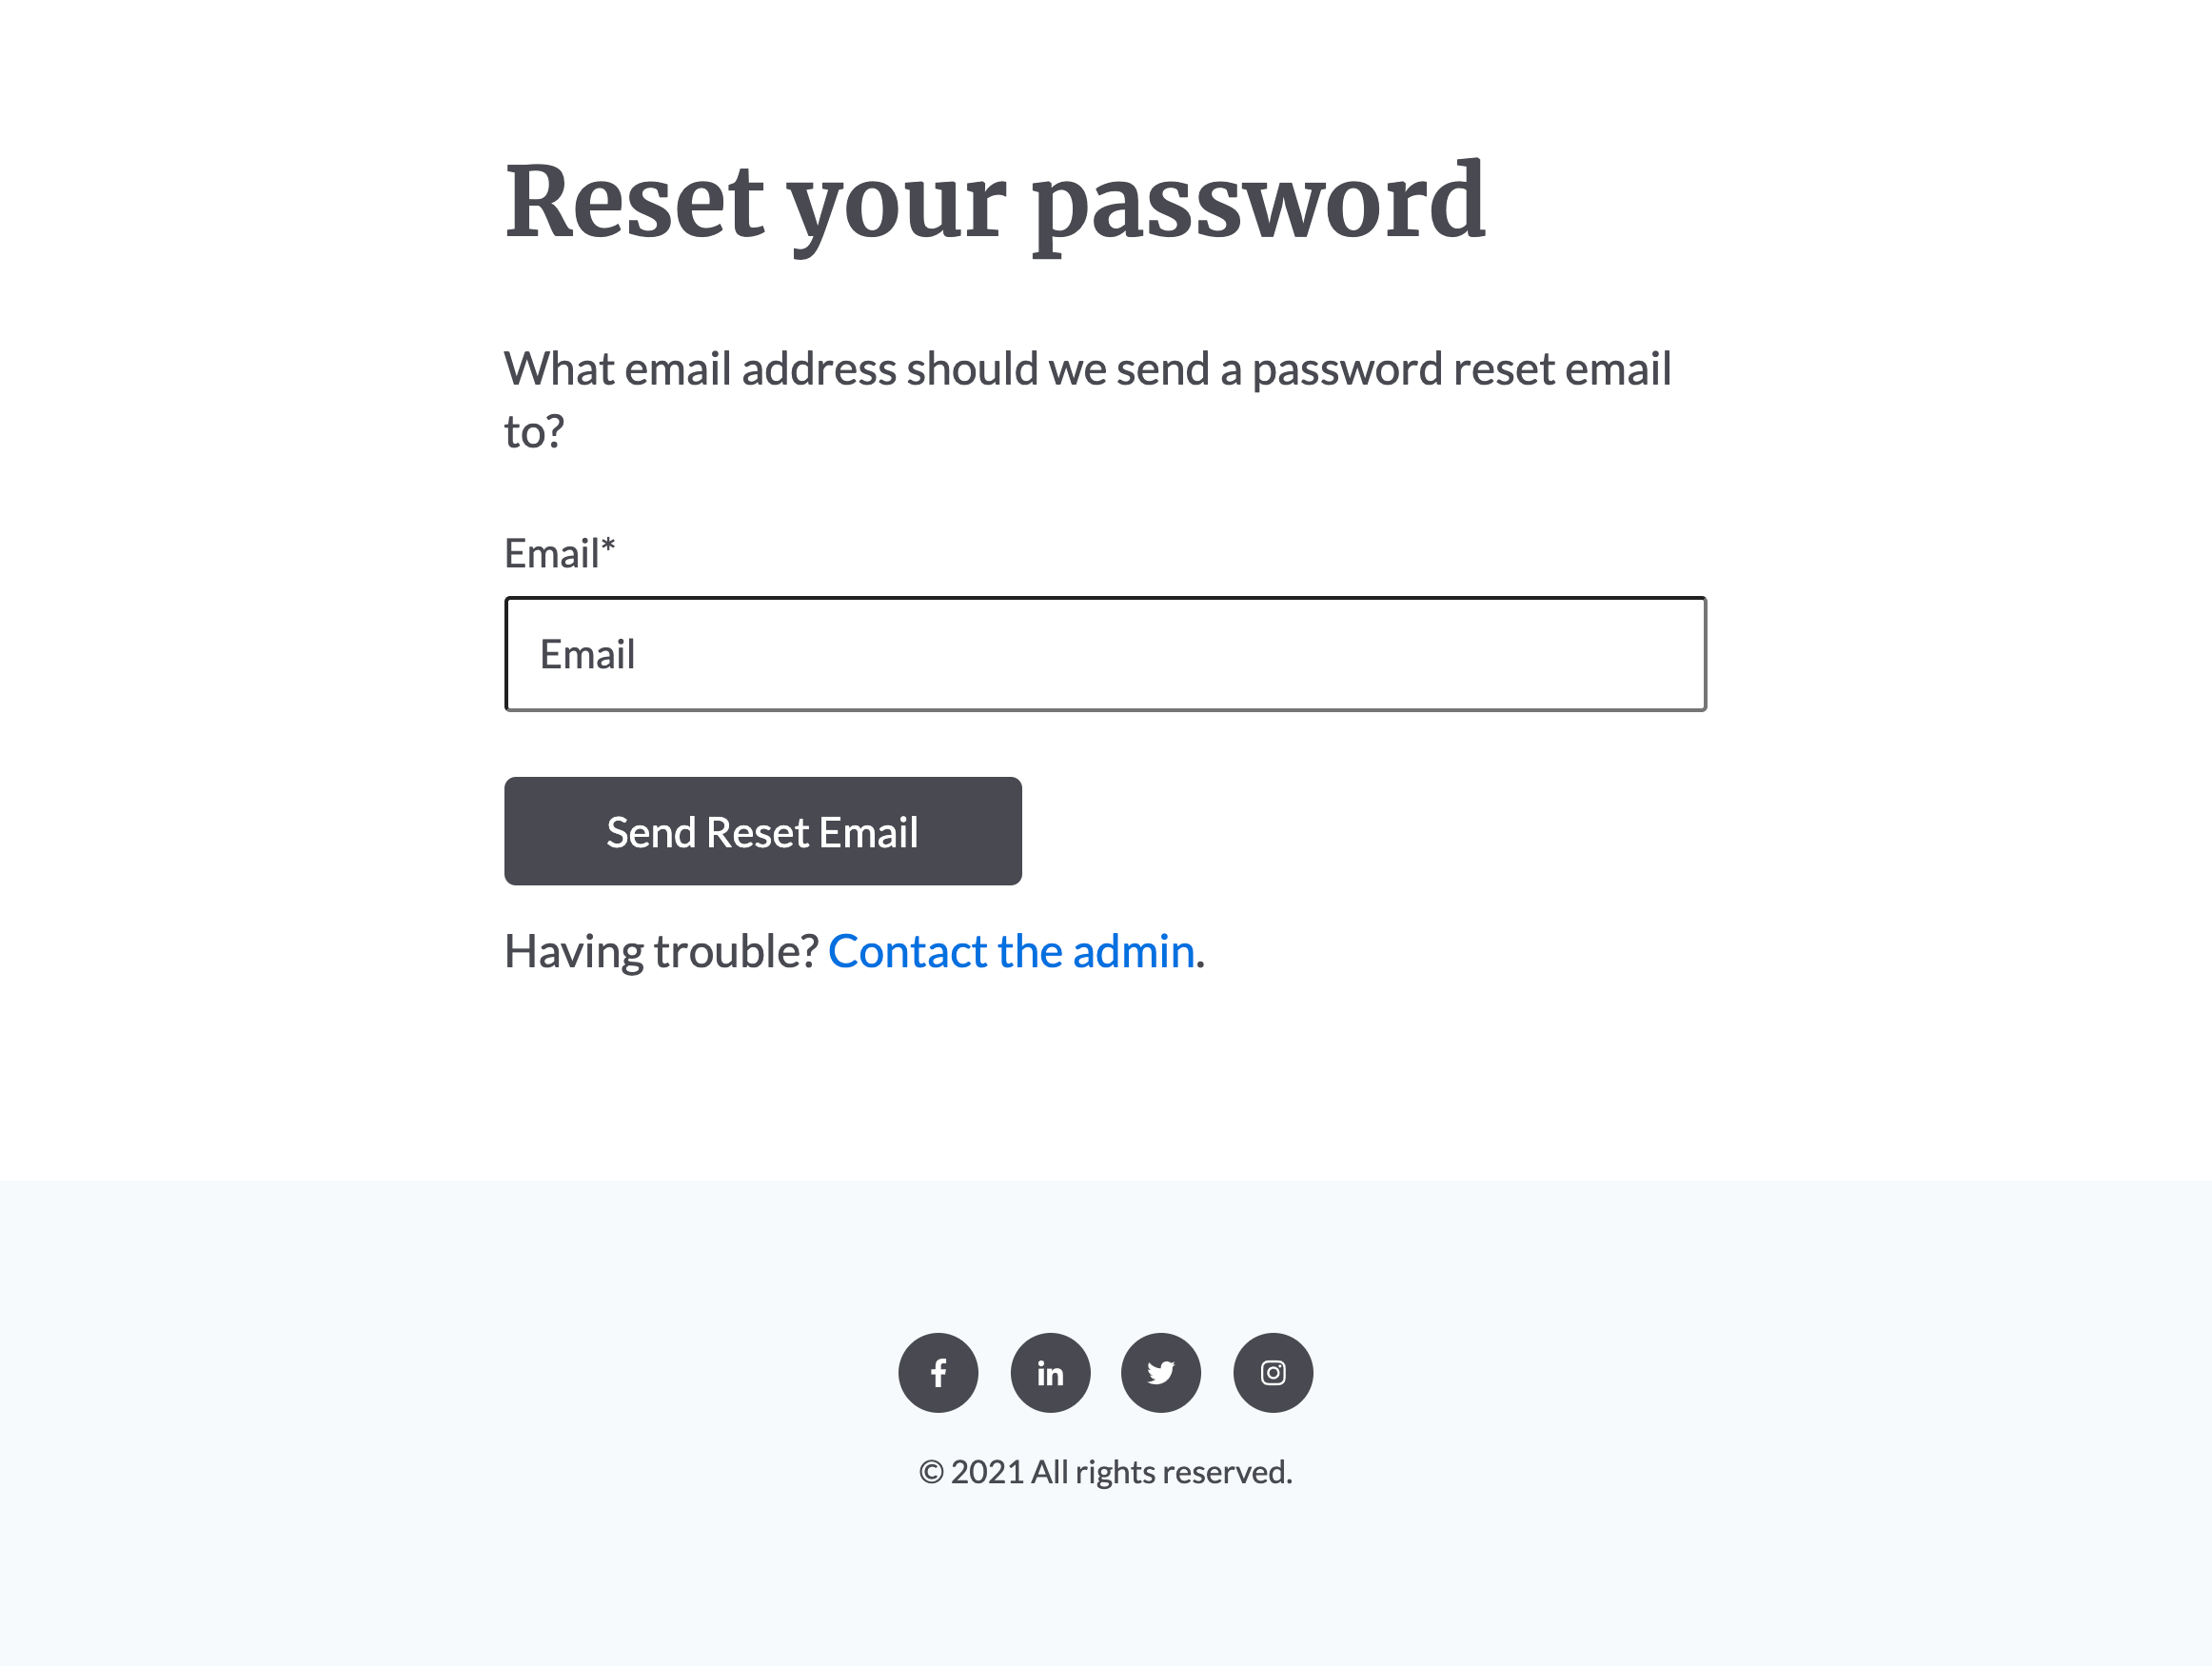 Reset your password
What email address should we send a password reset email
to?
Email*
Email
Send Reset Email
Having trouble? Contact the admin.
© 2021 All rights reserved.